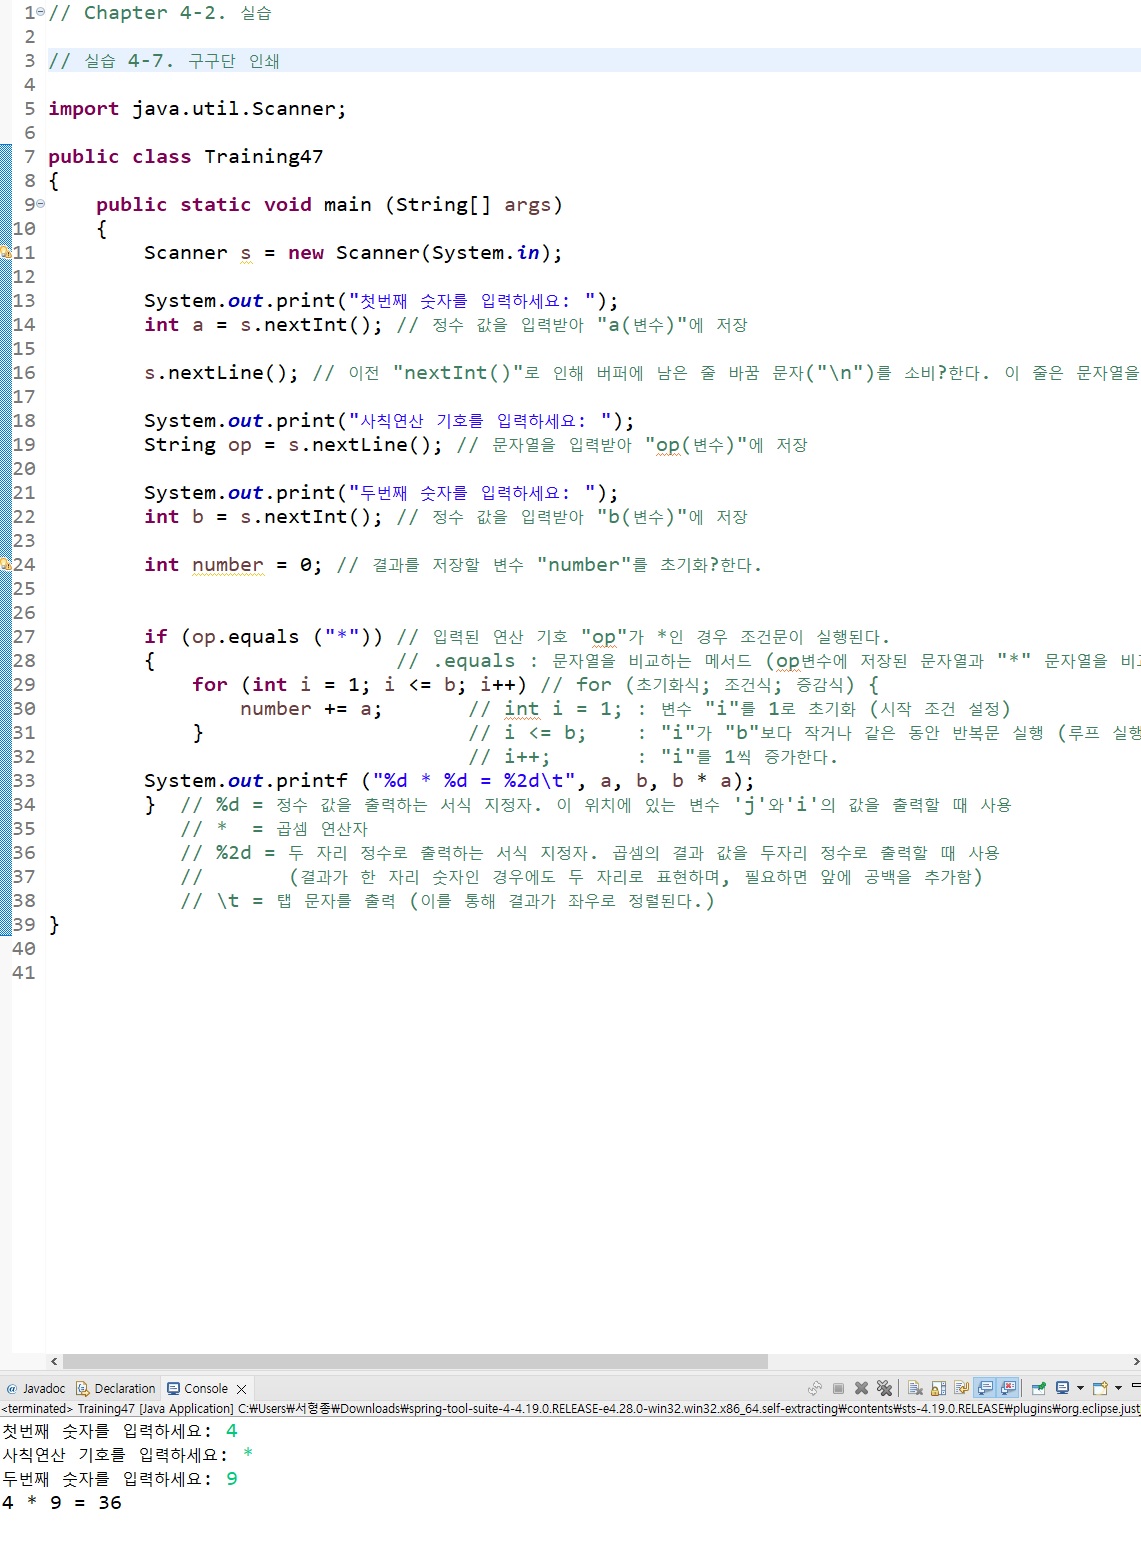 1 // Chapter 4-2. 실습
2
3 // 실습 4-7. 구구단 인쇄
4
5 import java.util.Scanner;
6
7 public class Training47
8 {
9 public static void main (String[] args)
10 {
11 Scanner s = new Scanner(System.in);
12
13 System.out.print("첫번째 숫자를 입력하세요: ");
14 int a = s.nextInt(); // 정수 값을 입력받아 "a(변수)"에 저장
15
16 s.nextLine(); // 이전 "nextInt()"로 인해 버퍼에 남은 줄 바꿈 문자("\n")를 소비?한다. 이 줄은 문자열을
17
18 System.out.print("사칙연산 기호를 입력하세요: ");
19 String op = s.nextLine(); // 문자열을 입력받아 "op(변수)"에 저장
20
21 System.out.print("두번째 숫자를 입력하세요: ");
22 int b = s.nextInt(); // 정수 값을 입력받아 "b(변수)"에 저장
23
24 int number = 0; // 결과를 저장할 변수 "number"를 초기화?한다.
25
26
27 if (op.equals ("*")) // 입력된 연산 기호 "op"가 *인 경우 조건문이 실행된다.
28 { // .equals : 문자열을 비교하는 메서드 (op변수에 저장된 문자열과 "*" 문자열을 비교
29 for (int i = 1; i <= b; i++) // for (초기화식; 조건식; 증감식) {
30 number += a; // int i = 1; : 변수 "i"를 1로 초기화 (시작 조건 설정)
31 } // i <= b; : "i"가 "b"보다 작거나 같은 동안 반복문 실행 (루프 실행
32 // i++; : "i"를 1씩 증가한다.
33 System.out.printf ("%d * %d = %2d\t", a, b, b * a);
34 } // %d = 정수 값을 출력하는 서식 지정자. 이 위치에 있는 변수 'j'와'i'의 값을 출력할 때 사용
35 // * = 곱셈 연산자
36 // %2d = 두 자리 정수로 출력하는 서식 지정자. 곱셈의 결과 값을 두자리 정수로 출력할 때 사용
37 // (결과가 한 자리 숫자인 경우에도 두 자리로 표현하며, 필요하면 앞에 공백을 추가함)
38 // \t = 탭 문자를 출력 (이를 통해 결과가 좌우로 정렬된다.)
39 }
40
41
@ Javadoc Declaration Console
<terminated> Training47 [Java Application] C:₩Users₩서형종₩Downloads₩spring-tool-suite-4-4.19.0.RELEASE-e4.28.0-win32.win32.x86_64.self-extracting₩contents₩sts-4.19.0.RELEASE₩plugins₩org.eclipse.just
첫번째 숫자를 입력하세요: 4
사칙연산 기호를 입력하세요: *
두번째 숫자를 입력하세요: 9
4 * 9 = 36